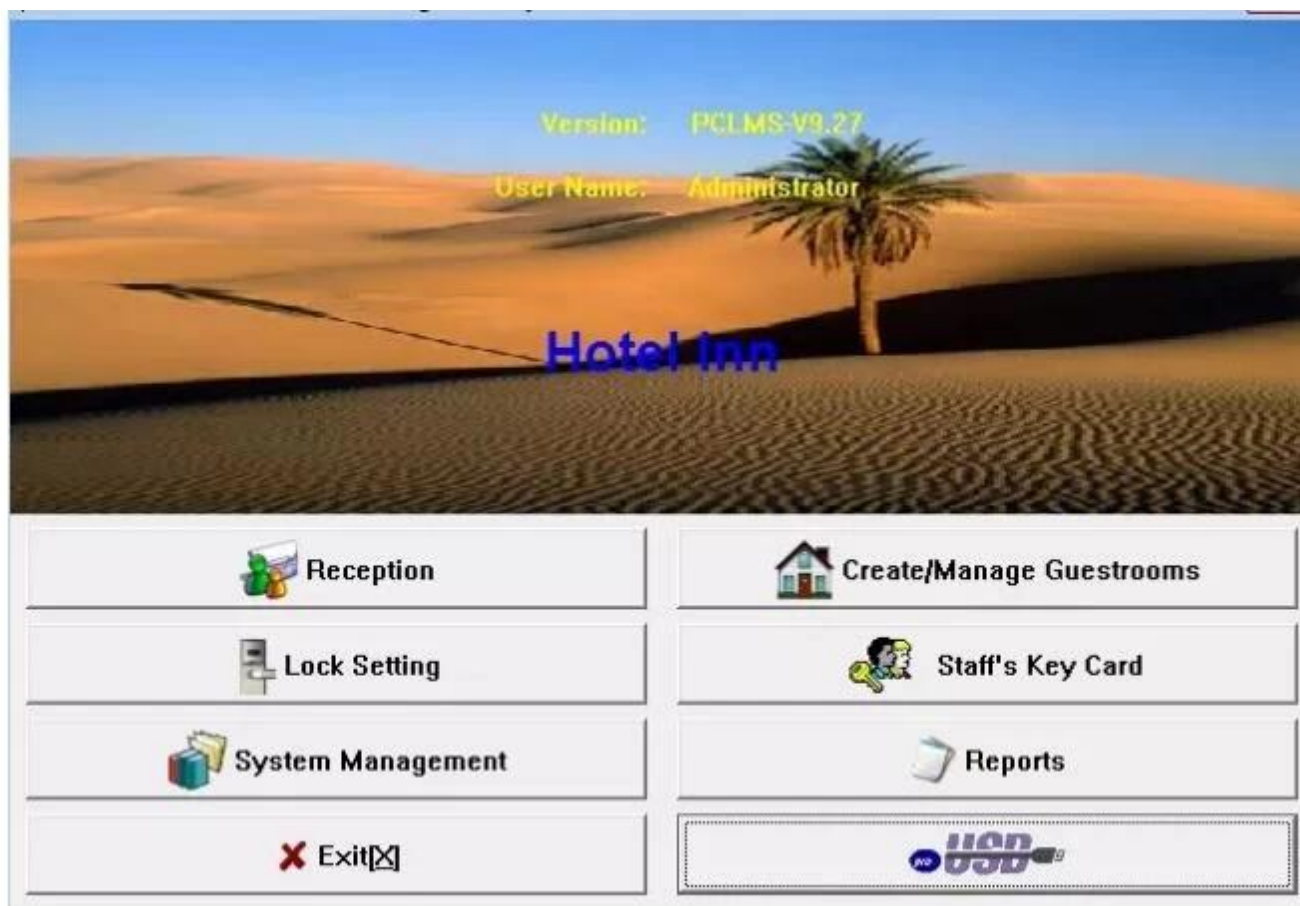 Version: PCLMS-V9.27
User Name: Administrator
Hotel Inn
Reception
Create/Manage Guestrooms
Lock Setting
Staff's Key Card
System Management
Reports
Exit[X]
pro USB